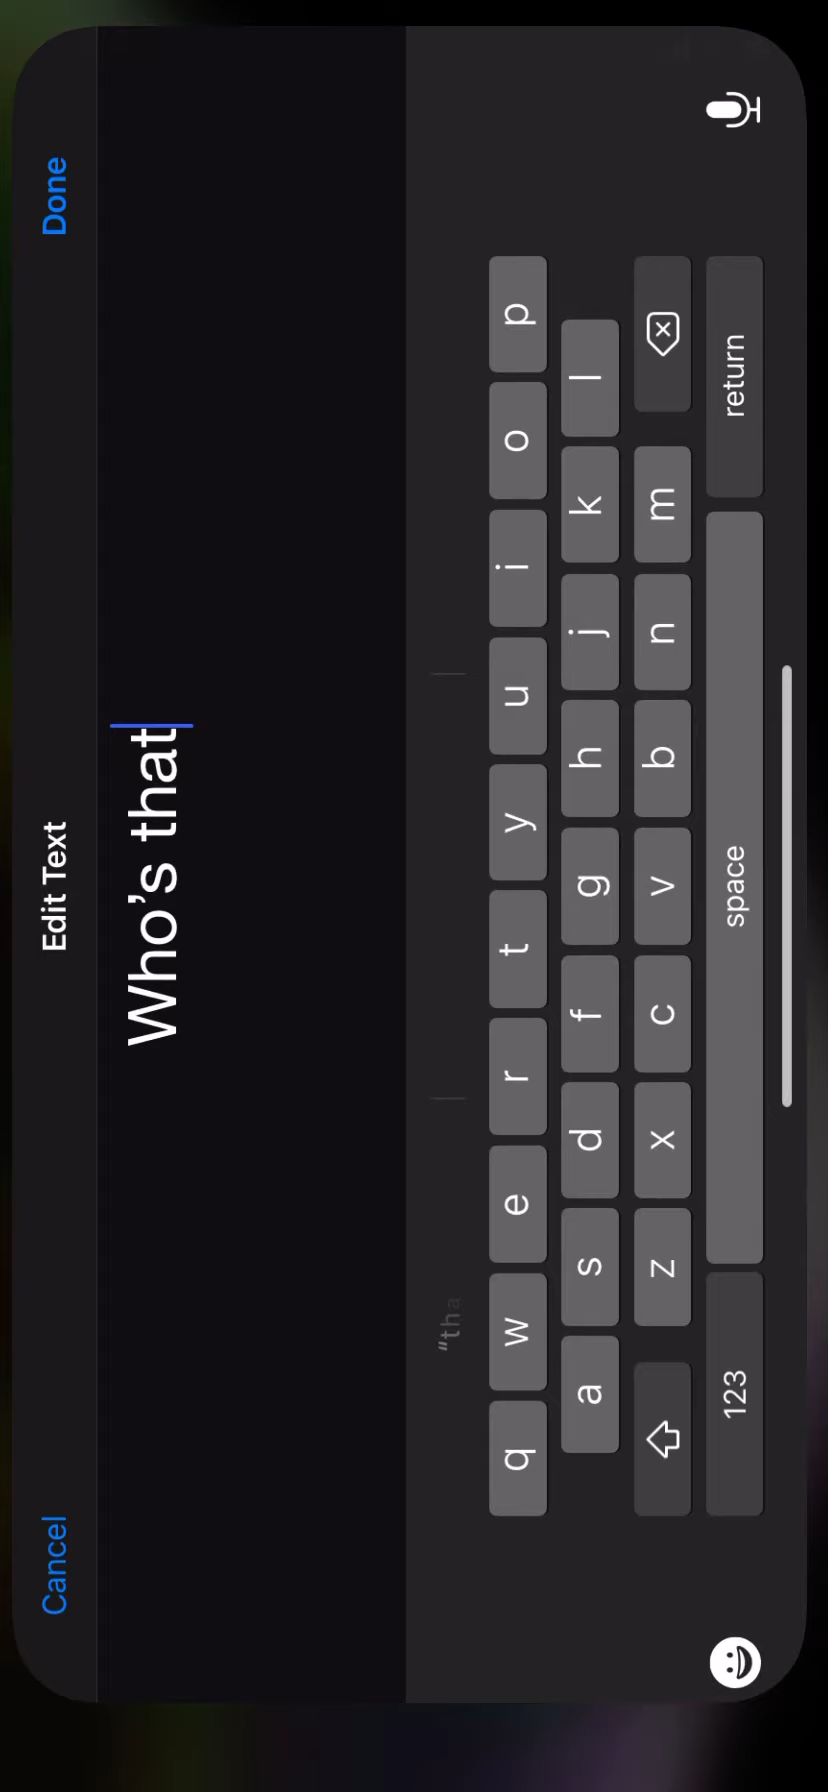 Cancel Edit Text Done
Who’s that
“tha
q w e r t y u i o p
a s d f g h j k l
z x c v b n m
123 space return